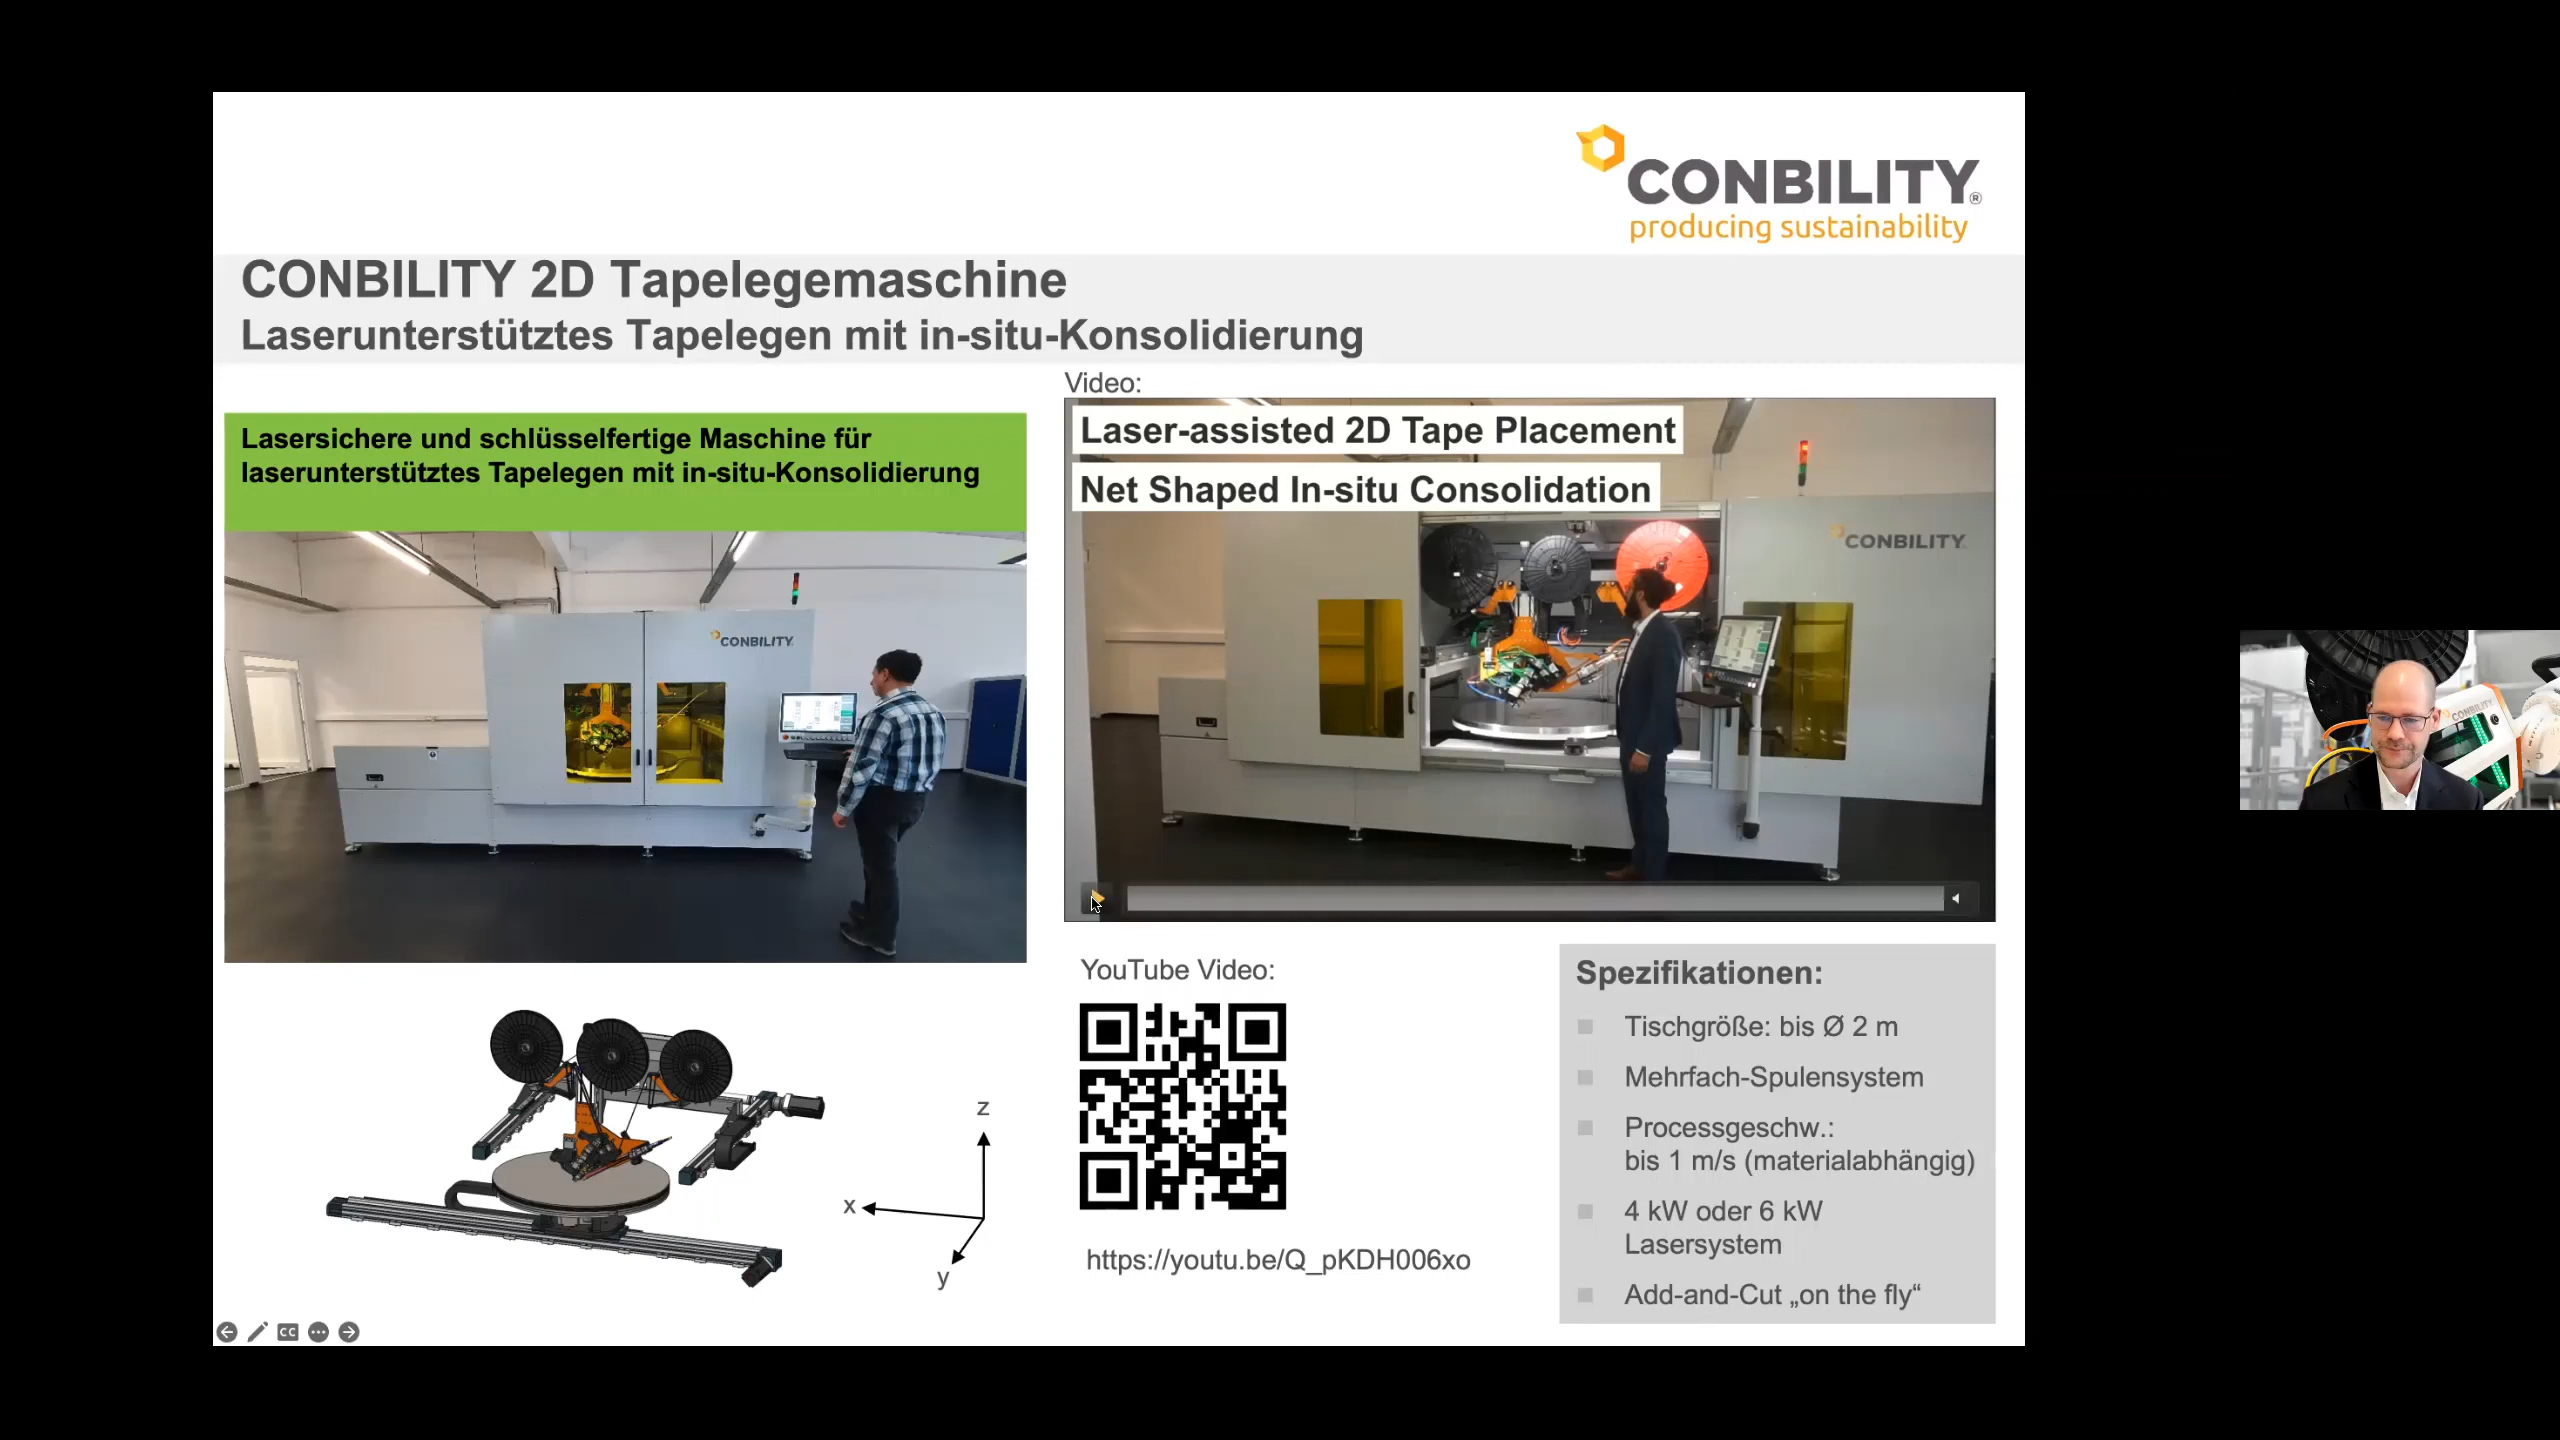 CONBILITY®
producing sustainability
CONBILITY 2D Tapelegemaschine
Laserunterstütztes Tapelegen mit in-situ-Konsolidierung
Lasersichere und schlüsselfertige Maschine für
laserunterstütztes Tapelegen mit in-situ-Konsolidierung
CONBILITY
Video:
Laser-assisted 2D Tape Placement
Net Shaped In-situ Consolidation
CONBILITY
z
x
y
YouTube Video:
https://youtu.be/Q_pKDH006xo
Spezifikationen:
Tischgröße: bis Ø 2 m
Mehrfach-Spulensystem
Processgeschw.:
bis 1 m/s (materialabhängig)
4 kW oder 6 kW
Lasersystem
Add-and-Cut „on the fly“
CC
CONBILITY